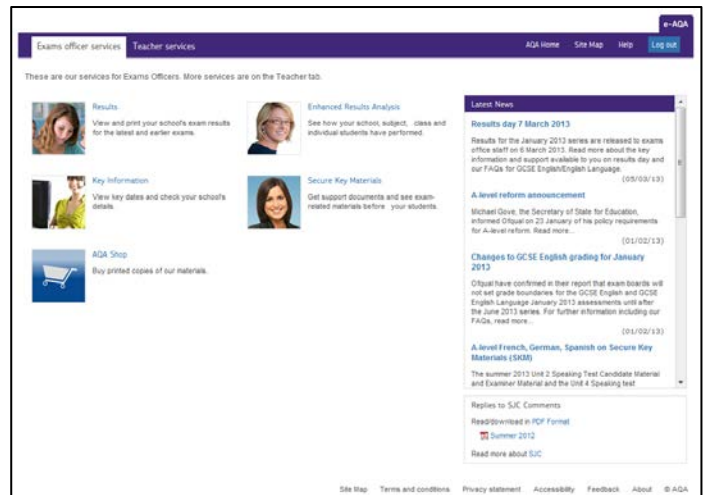 e-AQA
Exams officer services
Teacher services
AQA Home
Site Map
Help
Log out
These are our services for Exams Officers. More services are on the Teacher tab.
Results
View and print your school's exam results
for the latest and earlier exams.
Enhanced Results Analysis
See how your school, subject, class and
individual students have performed.
Key Information
View key dates and check your school's
details.
Secure Key Materials
Get support documents and see exam-
related materials before your students.
AQA Shop
Buy printed copies of our materials.
Latest News
Results day 7 March 2013
Results for the January 2013 series are released to exams
office staff on 6 March 2013. Read more about the key
information and support available to you on results day and
our FAQs for GCSE English/English Language.
(05/03/13)
A-level reform announcement
Michael Gove, the Secretary of State for Education,
informed Ofqual on 23 January of his policy requirements
for A-level reform. Read more...
(01/02/13)
Changes to GCSE English grading for January
2013
Ofqual have confirmed in their report that exam boards will
not set grade boundaries for the GCSE English and GCSE
English Language January 2013 assessments until after
the June 2013 series. For further information including our
FAQs, read more...
(01/02/13)
A-level French, German, Spanish on Secure Key
Materials (SKM)
The summer 2013 Unit 2 Speaking Test Candidate Material
and Examiner Material and the Unit 4 Speaking test
Replies to SJC Comments
Read/download in PDF Format
Summer 2012
Read more about SJC
Site Map
Terms and conditions
Privacy statement
Accessibility
Feedback
About
© AQA